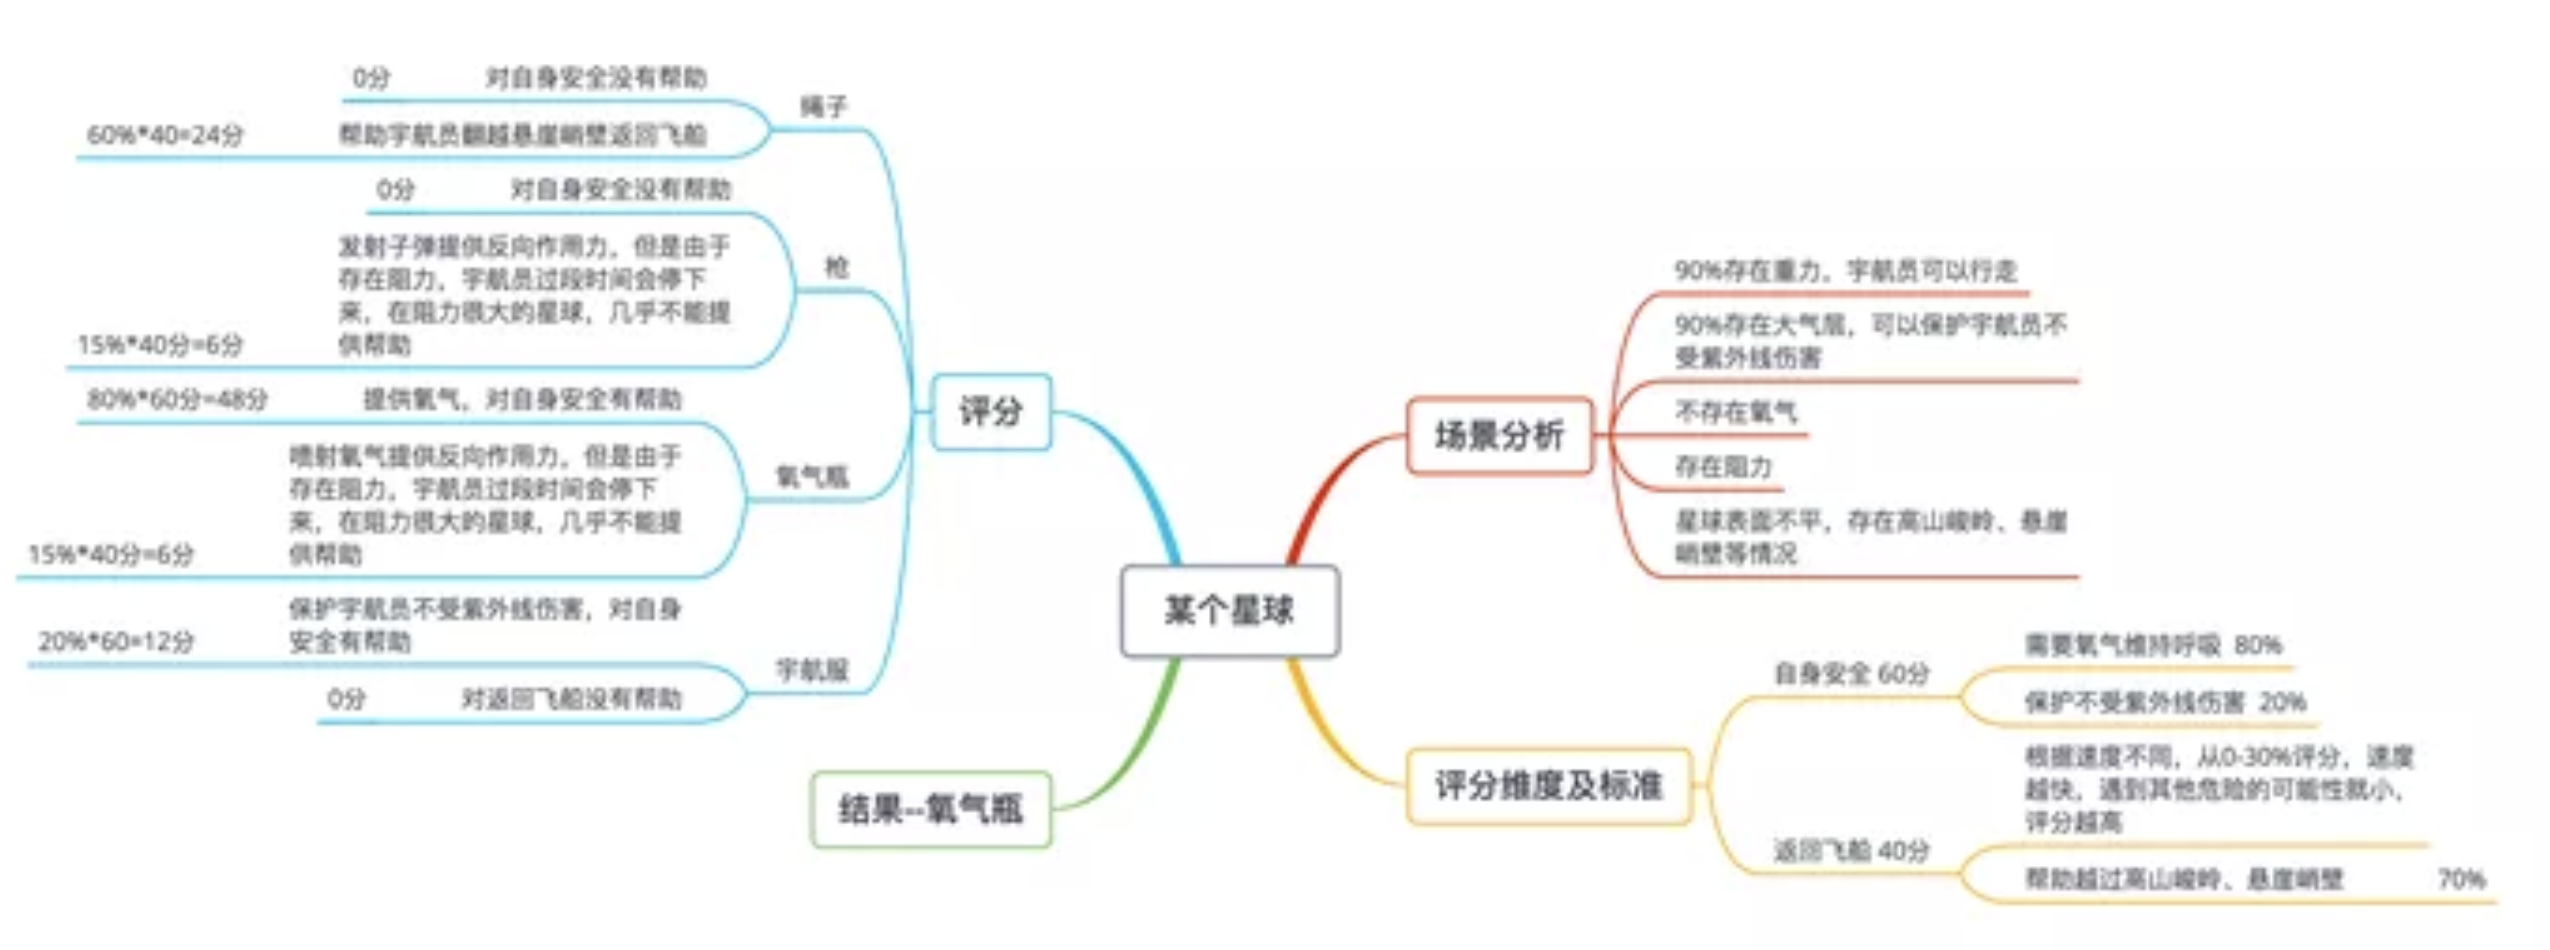 0分 对自身安全没有帮助
绳子
60%*40=24分 帮助宇航员翻越悬崖峭壁返回飞船
0分 对自身安全没有帮助
发射子弹提供反向作用力，但是由于
存在阻力，宇航员过段时间会停下
来，在阻力很大的星球，几乎不能提
15%*40分=6分 供帮助
枪
80%*60分=48分 提供氧气，对自身安全有帮助
喷射氧气提供反向作用力，但是由于
存在阻力，宇航员过段时间会停下
来，在阻力很大的星球，几乎不能提
15%*40分=6分 供帮助
氧气瓶
保护宇航员不受紫外线伤害，对自身
20%*60=12分 安全有帮助
宇航服
0分 对返回飞船没有帮助
评分
结果--氧气瓶
某个星球
场景分析
90%存在重力，宇航员可以行走
90%存在大气层，可以保护宇航员不
受紫外线伤害
不存在氧气
存在阻力
星球表面不平，存在高山峻岭、悬崖
峭壁等情况
评分维度及标准
自身安全 60分
需要氧气维持呼吸 80%
保护不受紫外线伤害 20%
返回飞船 40分
根据速度不同，从0-30%评分，速度
越快，遇到其他危险的可能性就小，
评分越高
帮助越过高山峻岭、悬崖峭壁 70%